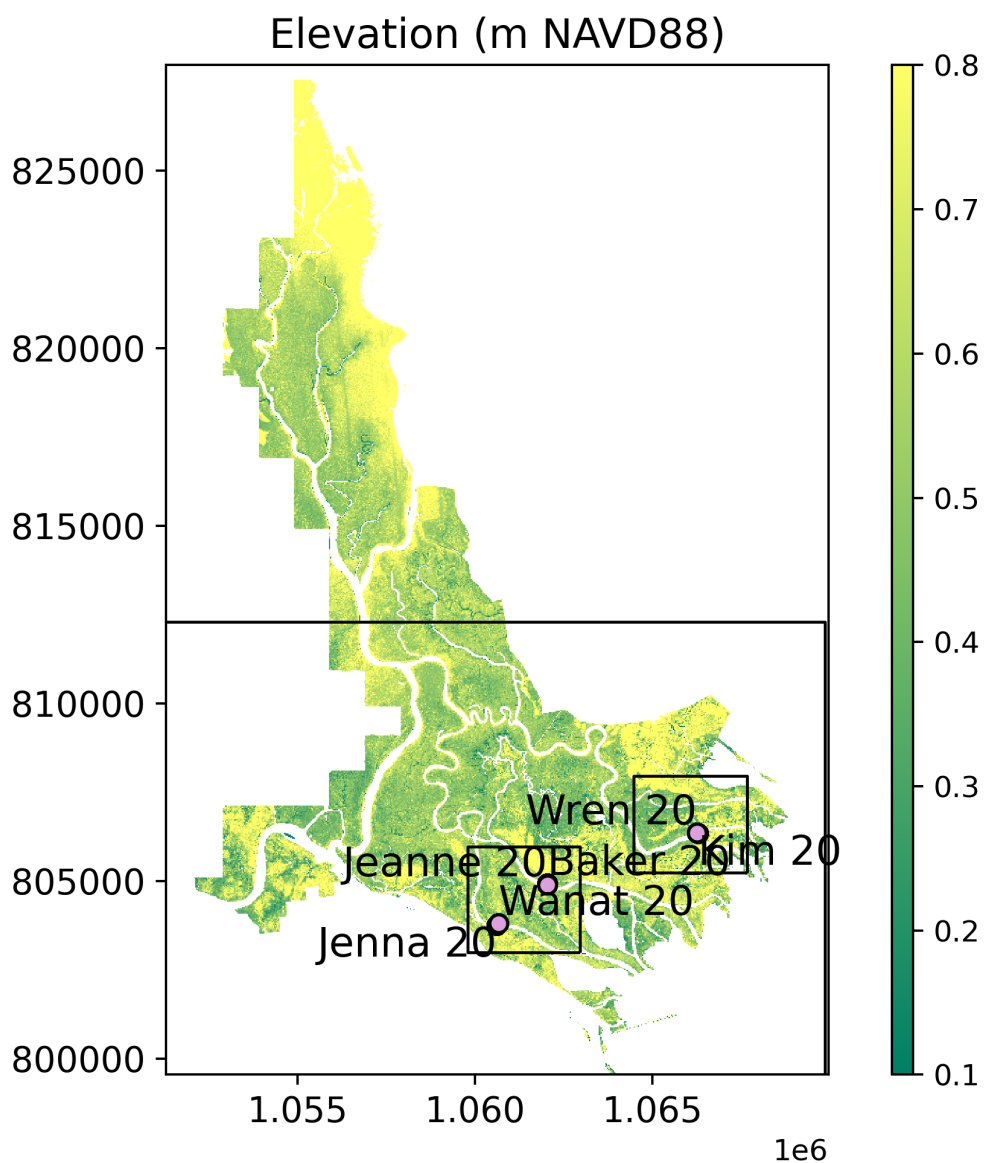 Elevation (m NAVD88)
825000
820000
815000
810000
805000
800000
0.8
0.7
0.6
0.5
0.4
0.3
0.2
0.1
Wren 20
Kim 20
Jeanne 20
Baker 20
Wanat 20
Jenna 20
1.055
1.060
1.065
1e6